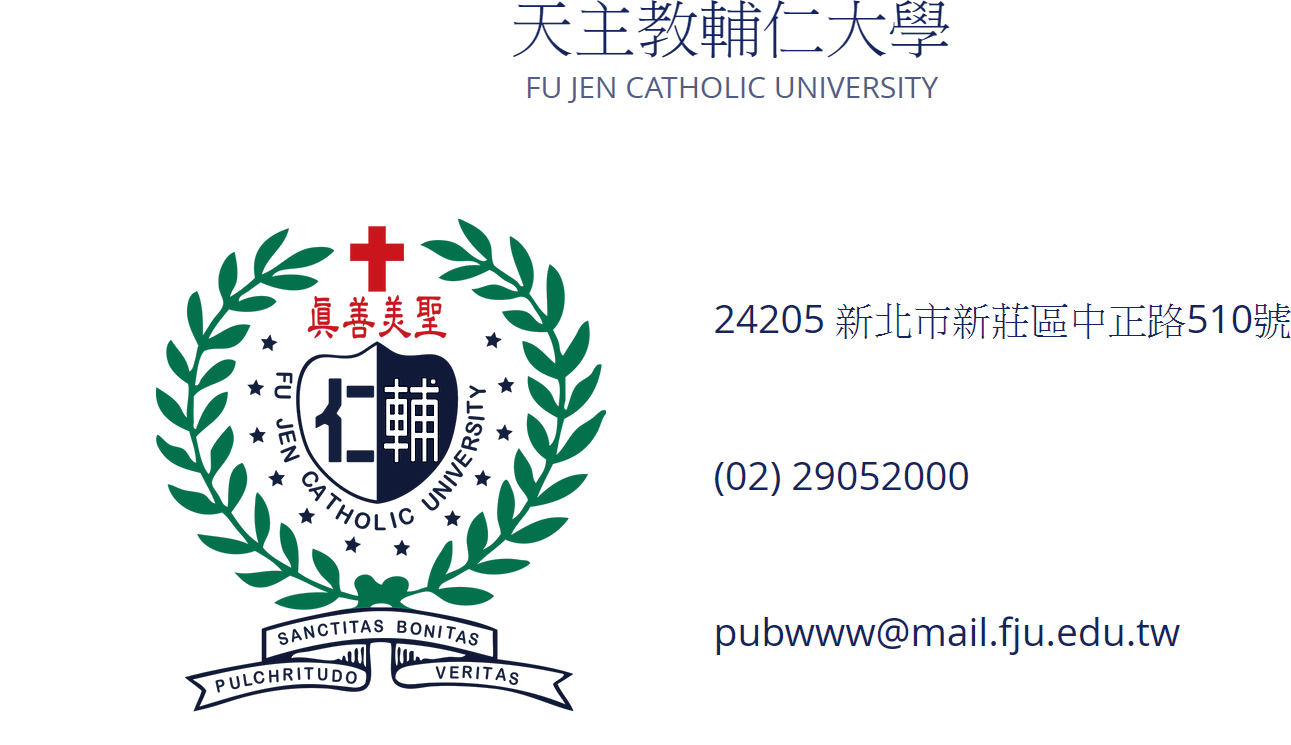 天主教輔仁大學
FU JEN CATHOLIC UNIVERSITY
眞善美聖
仁輔
FU JEN CATHOLIC UNIVERSITY
SANCTITAS BONITAS
PULCHRITUDO VERITAS
24205 新北市新莊區中正路510號
(02) 29052000
pubwww@mail.fju.edu.tw